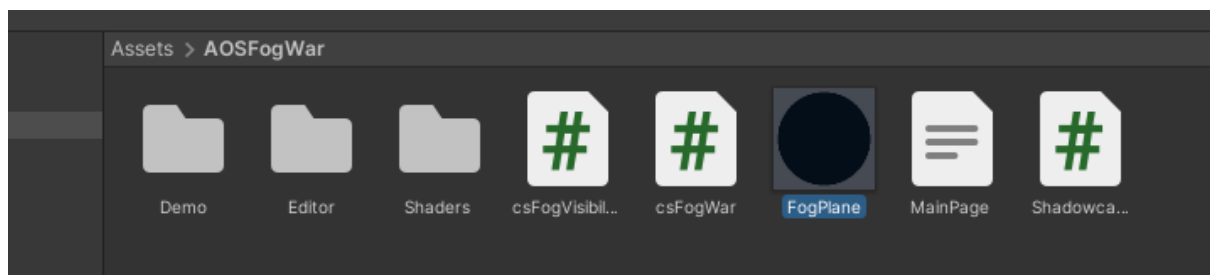 Assets > AOSFogWar
Demo
Editor
Shaders
csFogVisibil...
csFogWar
FogPlane
MainPage
Shadowca...